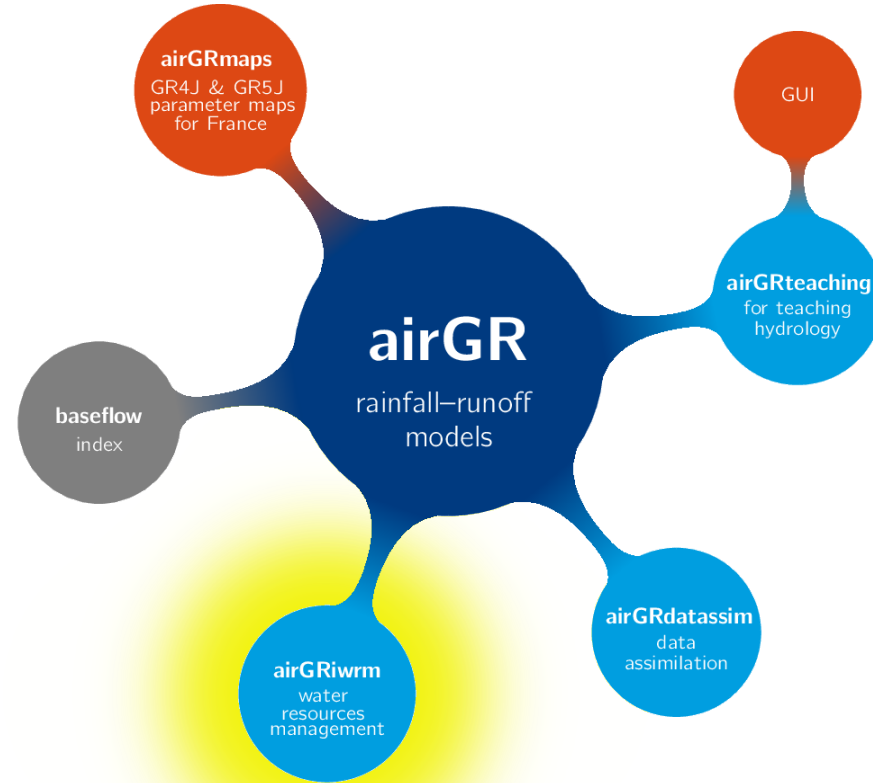 airGRmaps
GR4J & GR5J
parameter maps
for France
GUI
airGRteaching
for teaching
hydrology
airGR
rainfall–runoff
models
baseflow
index
airGRdatassim
data
assimilation
airGRiwrm
water
resources
management